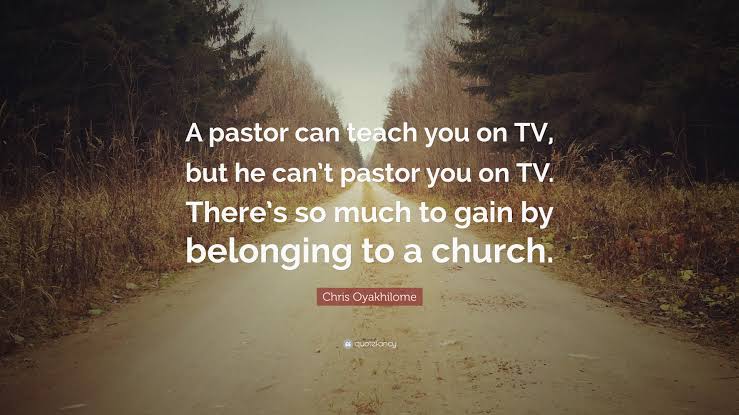 A pastor can teach you on TV,
but he can’t pastor you on TV.
There’s so much to gain by
belonging to a church.
Chris Oyakhilome
quotefancy